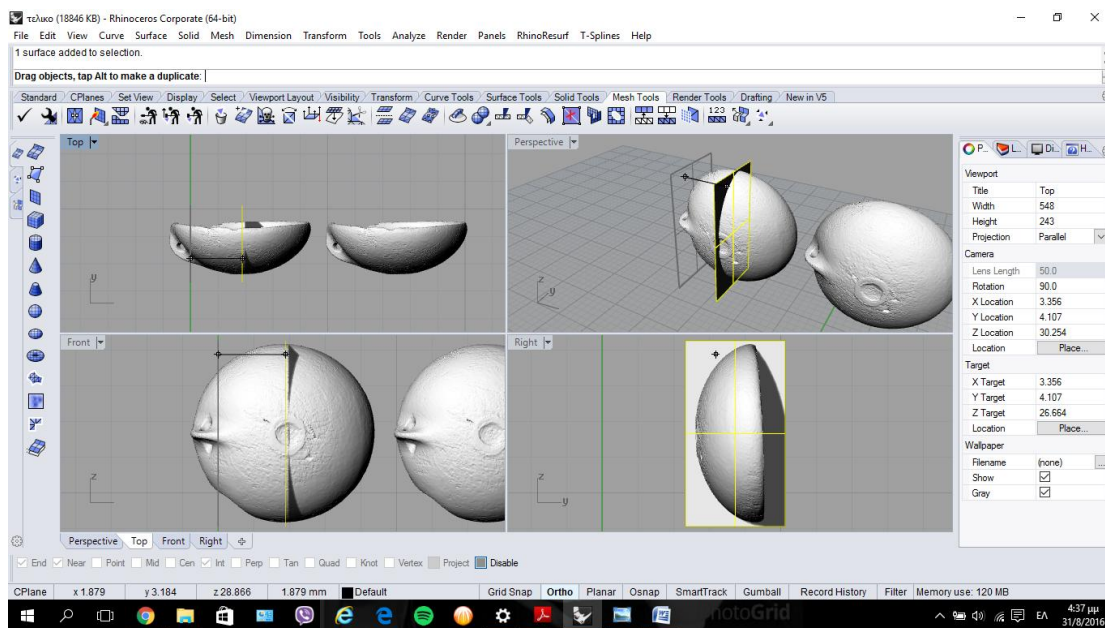 τελικο (18846 KB) - Rhinoceros Corporate (64-bit)
File Edit View Curve Surface Solid Mesh Dimension Transform Tools Analyze Render Panels RhinoResurf T-Splines Help
1 surface added to selection.
Drag objects, tap Alt to make a duplicate:
Standard CPlanes Set View Display Select Viewport Layout Visibility Transform Curve Tools Surface Tools Solid Tools Mesh Tools Render Tools Drafting New in V5
123
Top
Perspective
P... L... Di... H...
Viewport
Title Top
Width 548
Height 243
Projection Parallel
Camera
Lens Length 50.0
Rotation 90.0
X Location 3.356
Y Location 4.107
Z Location 30.254
Location Place...
Target
X Target 3.356
Y Target 4.107
Z Target 26.664
Location Place...
Wallpaper
Filename (none) ...
Show
Gray
y
z
y
Front
Right
z
z
y
Perspective Top Front Right
End Near Point Mid Cen Int Perp Tan Quad Knot Vertex Project Disable
CPlane x 1.879 y 3.184 z 28.866 1.879 mm Default Grid Snap Ortho Planar Osnap SmartTrack Gumball Record History Filter Memory use: 120 MB
PhotoGrid
ΕΛ 4:37 μμ
31/8/2016